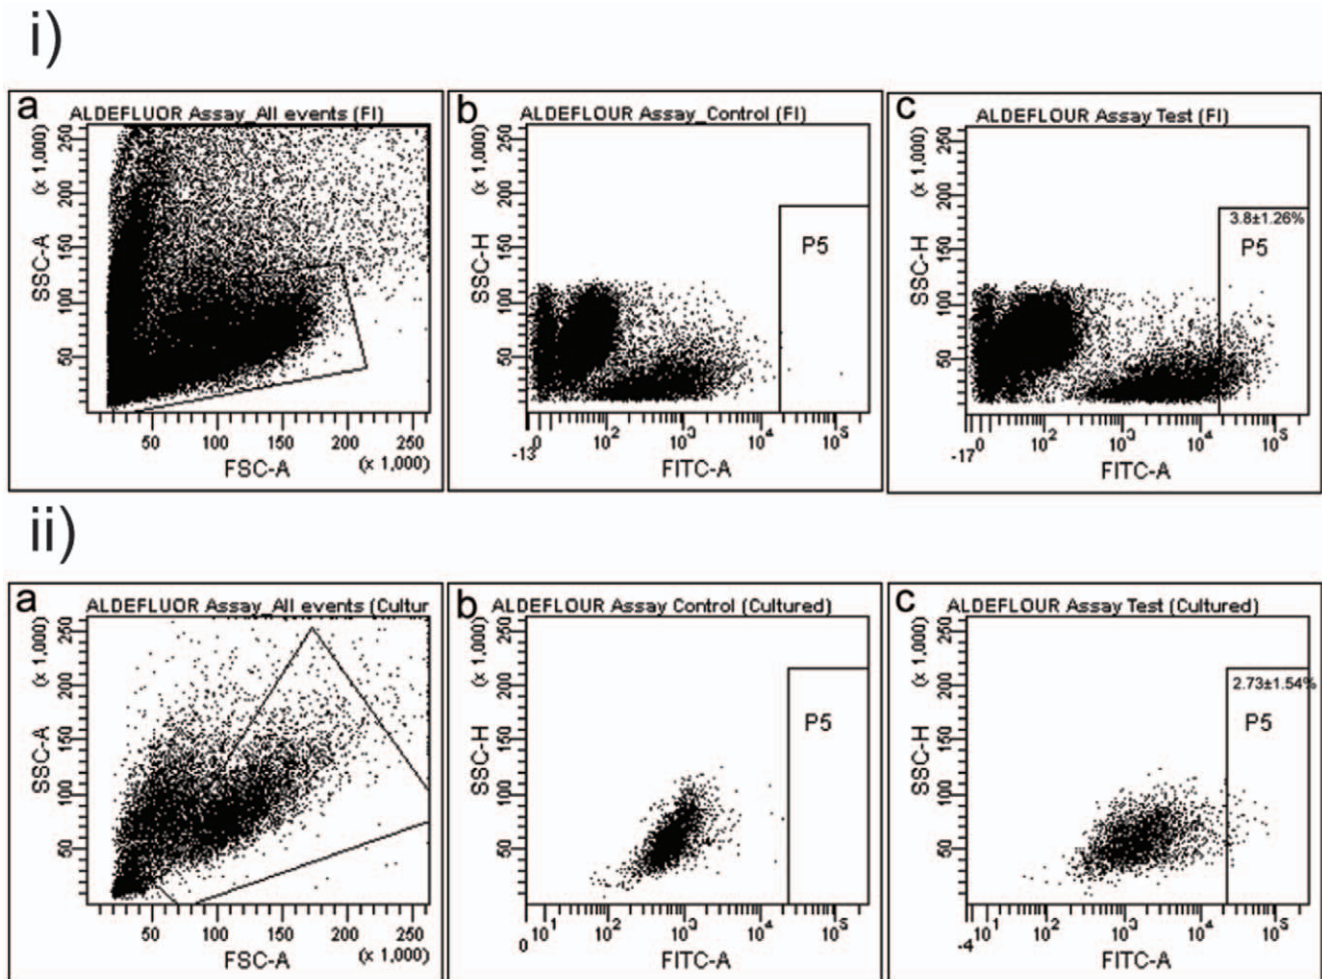 i)
a
ALDEFLUOR Assay_All events (FI)
SSC-A
(x 1,000)
50 100 150 200 250
50 100 150 200 250
FSC-A
(x 1,000)
b
ALDEFLOUR Assay_Control (FI)
SSC-H
(x 1,000)
50 100 150 200 250
P5
-13 0 10² 10³ 10⁴ 10⁵
FITC-A
c
ALDEFLOUR Assay Test (FI)
SSC-H
(x 1,000)
50 100 150 200 250
3.8±1.26%
P5
-17 0 10² 10³ 10⁴ 10⁵
FITC-A
ii)
a
ALDEFLUOR Assay_All events (Cultur
SSC-A
(x 1,000)
50 100 150 200 250
50 100 150 200 250
FSC-A
(x 1,000)
b
ALDEFLOUR Assay Control (Cultured)
SSC-H
(x 1,000)
50 100 150 200 250
P5
0 10¹ 10² 10³ 10⁴ 10⁵
FITC-A
c
ALDEFLOUR Assay Test (Cultured)
SSC-H
(x 1,000)
50 100 150 200 250
2.73±1.54%
P5
-4 10¹ 10² 10³ 10⁴ 10⁵
FITC-A